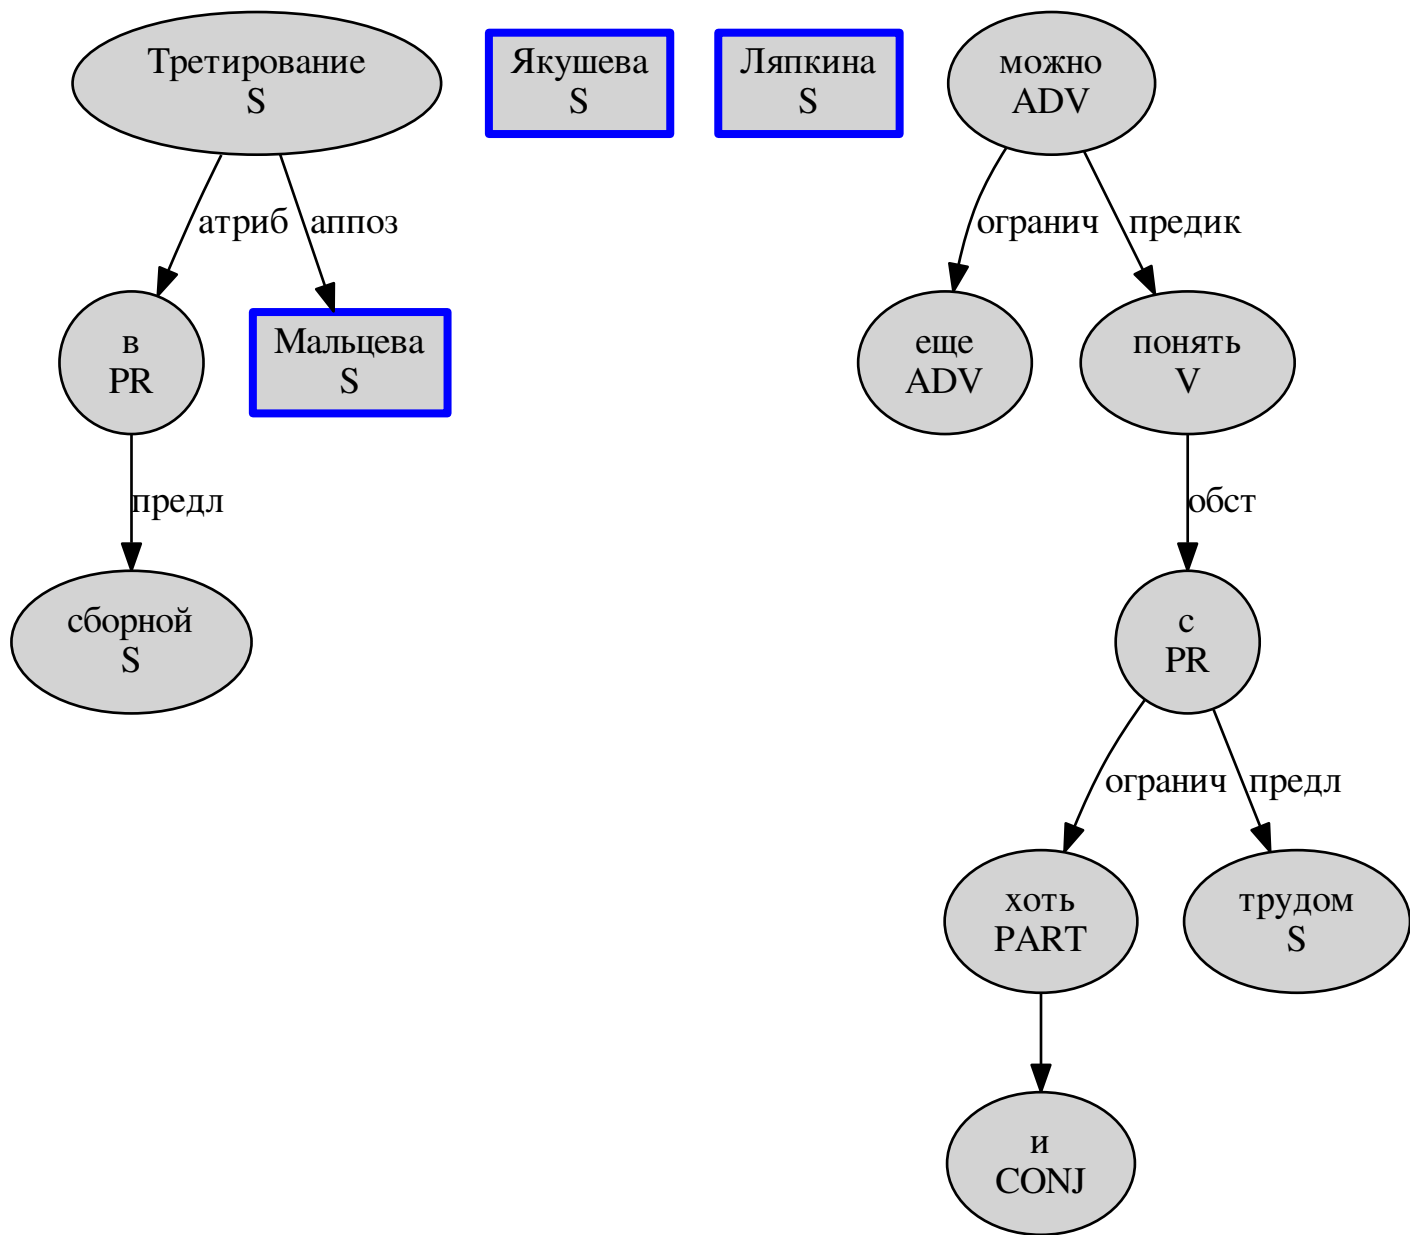 Третирование
S
Якушева
S
Ляпкина
S
можно
ADV
атриб
аппоз
огранич
предик
в
PR
Мальцева
S
еще
ADV
понять
V
предл
обст
сборной
S
с
PR
огранич
предл
хоть
PART
трудом
S
и
CONJ